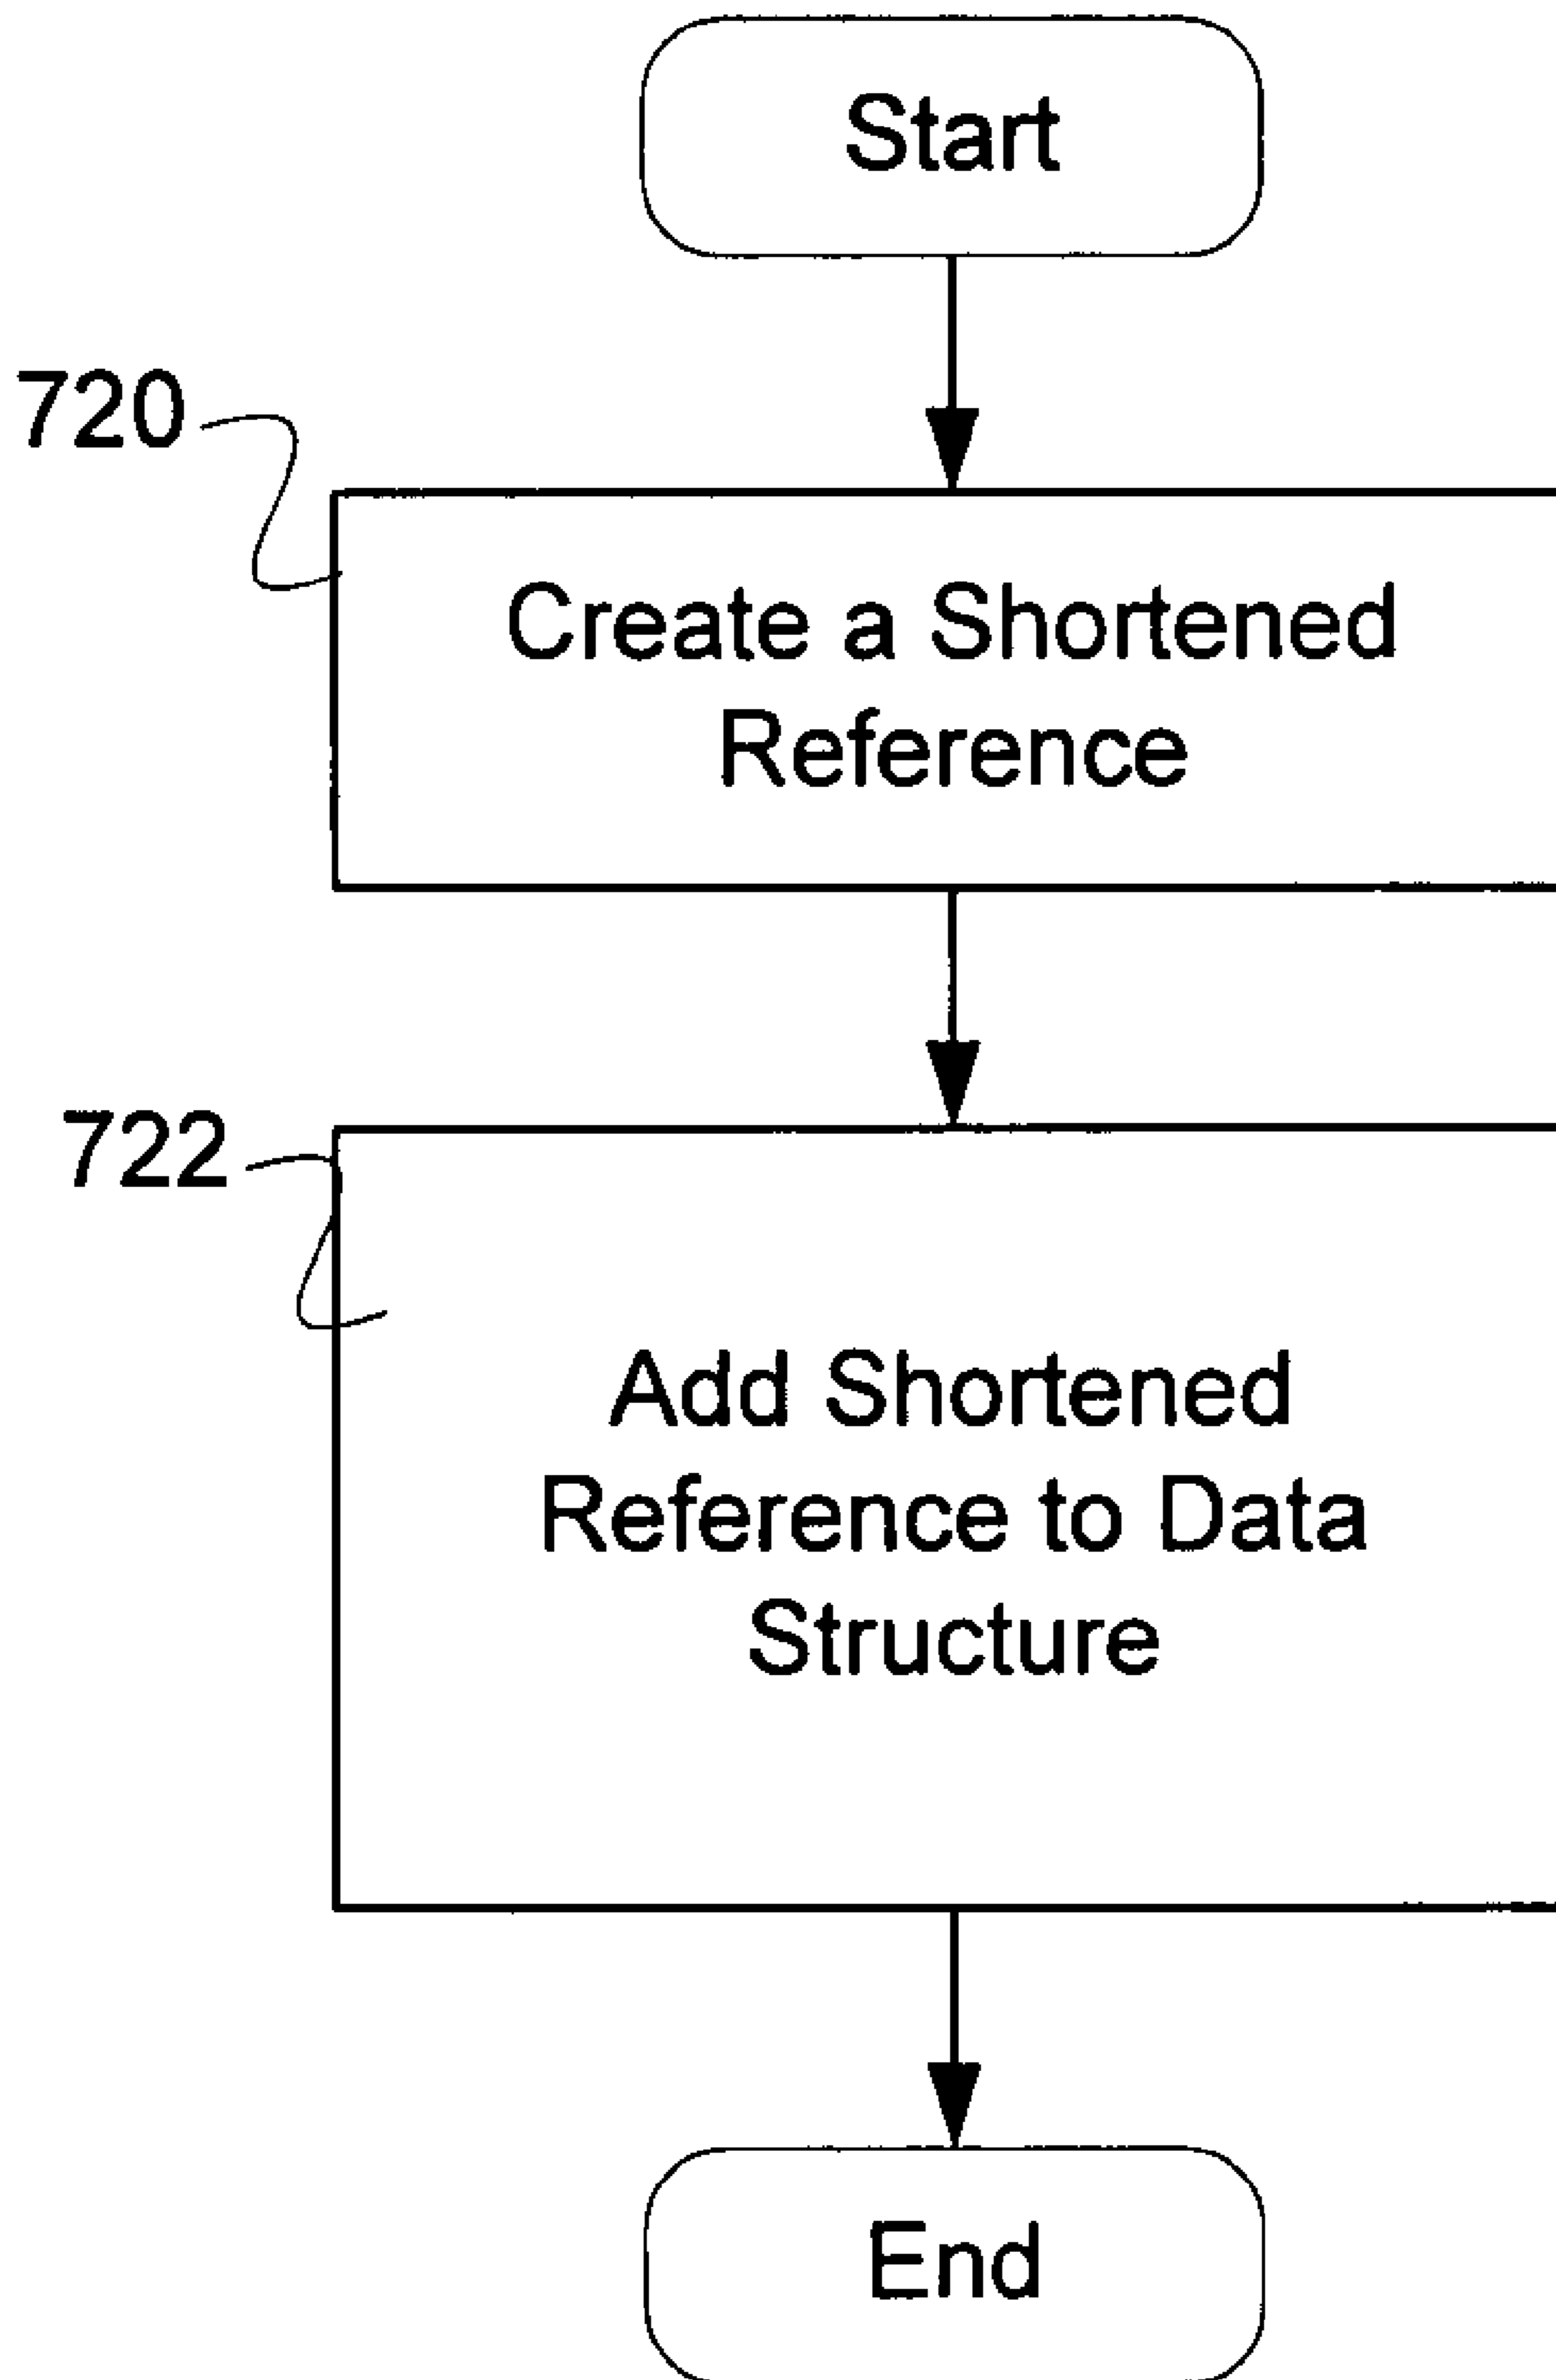 Start
720
Create a Shortened
Reference
722
Add Shortened
Reference to Data
Structure
End